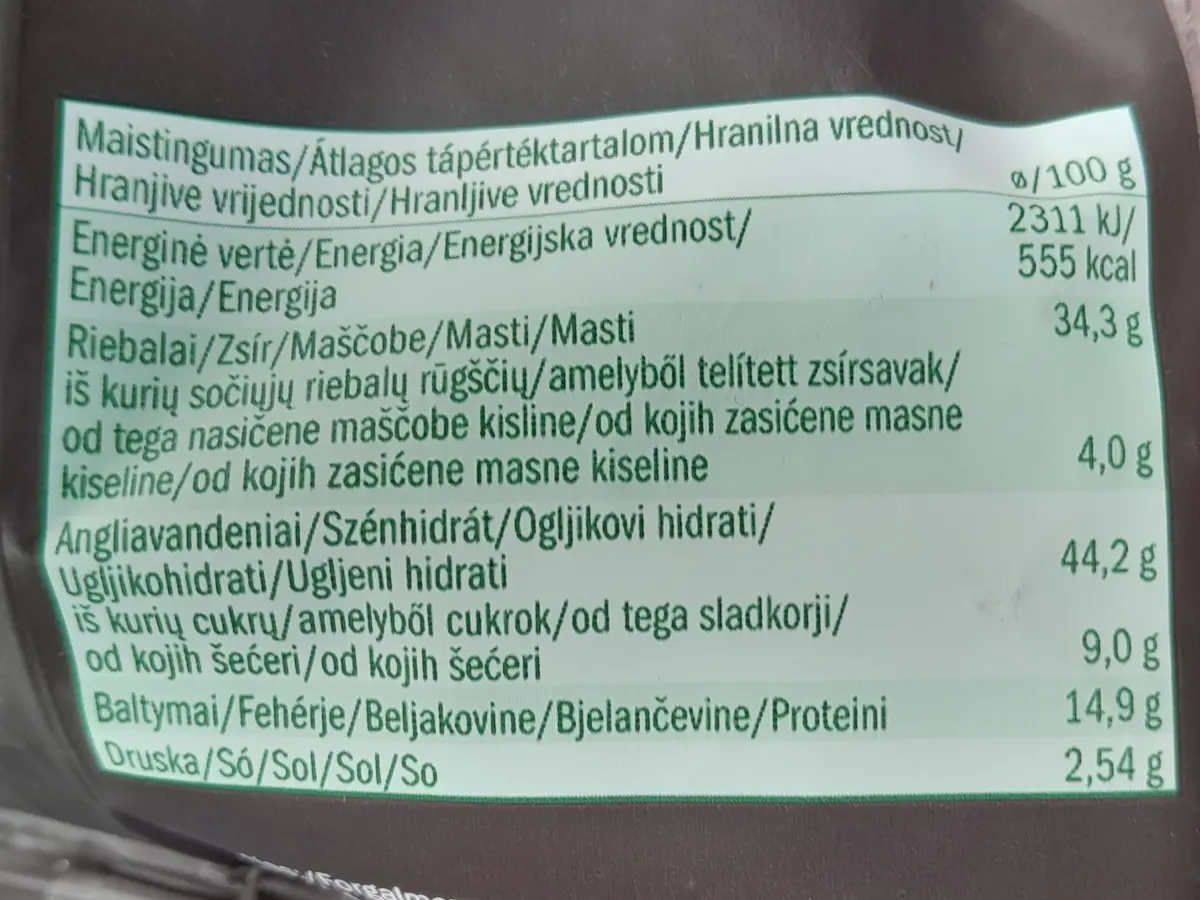 Maistingumas/Átlagos tápértéktartalom/Hranilna vrednost/
Hranjive vrijednosti/Hranljive vrednosti ø/100 g
Energinė vertė/Energia/Energijska vrednost/ 2311 kJ/
Energija/Energija 555 kcal
Riebalai/Zsír/Maščobe/Masti/Masti 34,3 g
iš kurių sočiųjų riebalų rūgščių/amelyből telített zsírsavak/
od tega nasičene maščobe kisline/od kojih zasićene masne
kiseline/od kojih zasićene masne kiseline 4,0 g
Angliavandeniai/Szénhidrát/Ogljikovi hidrati/
Ugljikohidrati/Ugljeni hidrati 44,2 g
iš kurių cukrų/amelyből cukrok/od tega sladkorji/
od kojih šećeri/od kojih šećeri 9,0 g
Baltymai/Fehérje/Beljakovine/Bjelančevine/Proteini 14,9 g
Druska/Só/Sol/Sol/So 2,54 g